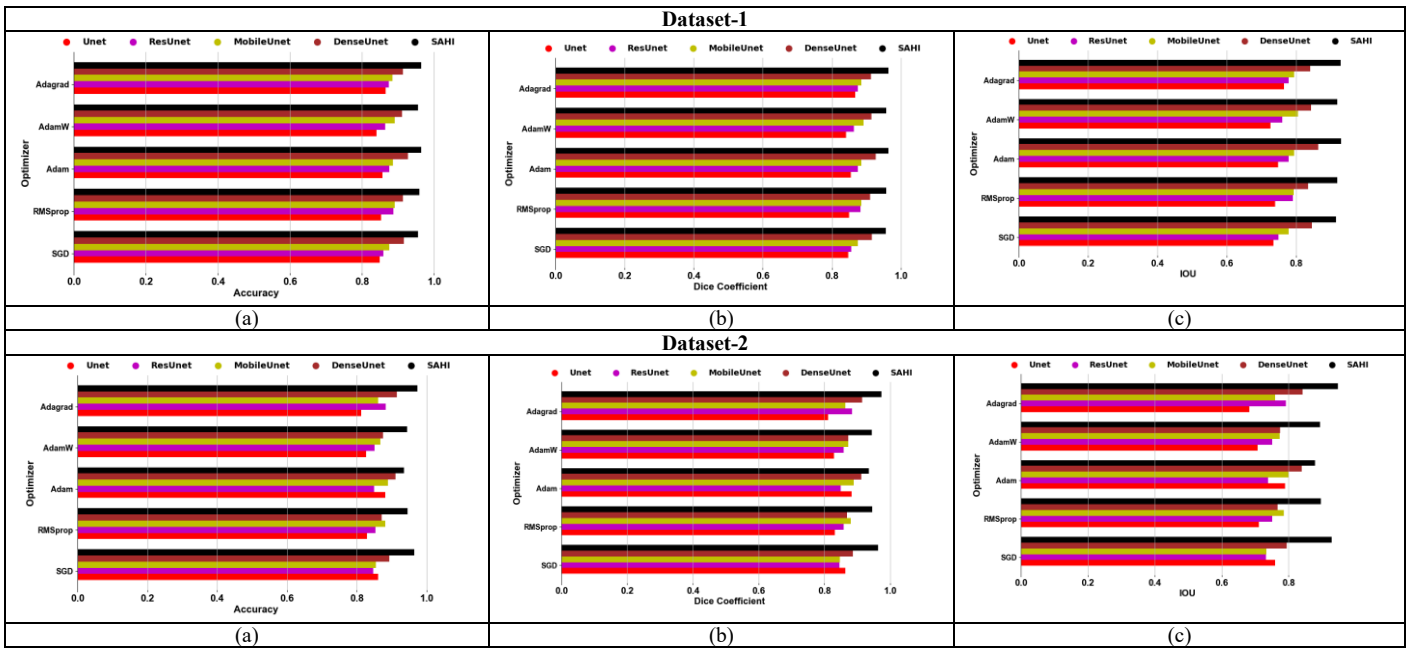 Dataset-1
Unet ResUnet MobileUnet DenseUnet SAHI
Optimizer
Adagrad
AdamW
Adam
RMSprop
SGD
0.0 0.2 0.4 0.6 0.8 1.0
Accuracy
Unet ResUnet MobileUnet DenseUnet SAHI
Optimizer
Adagrad
AdamW
Adam
RMSprop
SGD
0.0 0.2 0.4 0.6 0.8 1.0
Dice Coefficient
Unet ResUnet MobileUnet DenseUnet SAHI
Optimizer
Adagrad
AdamW
Adam
RMSprop
SGD
0.0 0.2 0.4 0.6 0.8
IOU
(a) (b) (c)
Dataset-2
Unet ResUnet MobileUnet DenseUnet SAHI
Optimizer
Adagrad
AdamW
Adam
RMSprop
SGD
0.0 0.2 0.4 0.6 0.8 1.0
Accuracy
Unet ResUnet MobileUnet DenseUnet SAHI
Optimizer
Adagrad
AdamW
Adam
RMSprop
SGD
0.0 0.2 0.4 0.6 0.8 1.0
Dice Coefficient
Unet ResUnet MobileUnet DenseUnet SAHI
Optimizer
Adagrad
AdamW
Adam
RMSprop
SGD
0.0 0.2 0.4 0.6 0.8
IOU
(a) (b) (c)